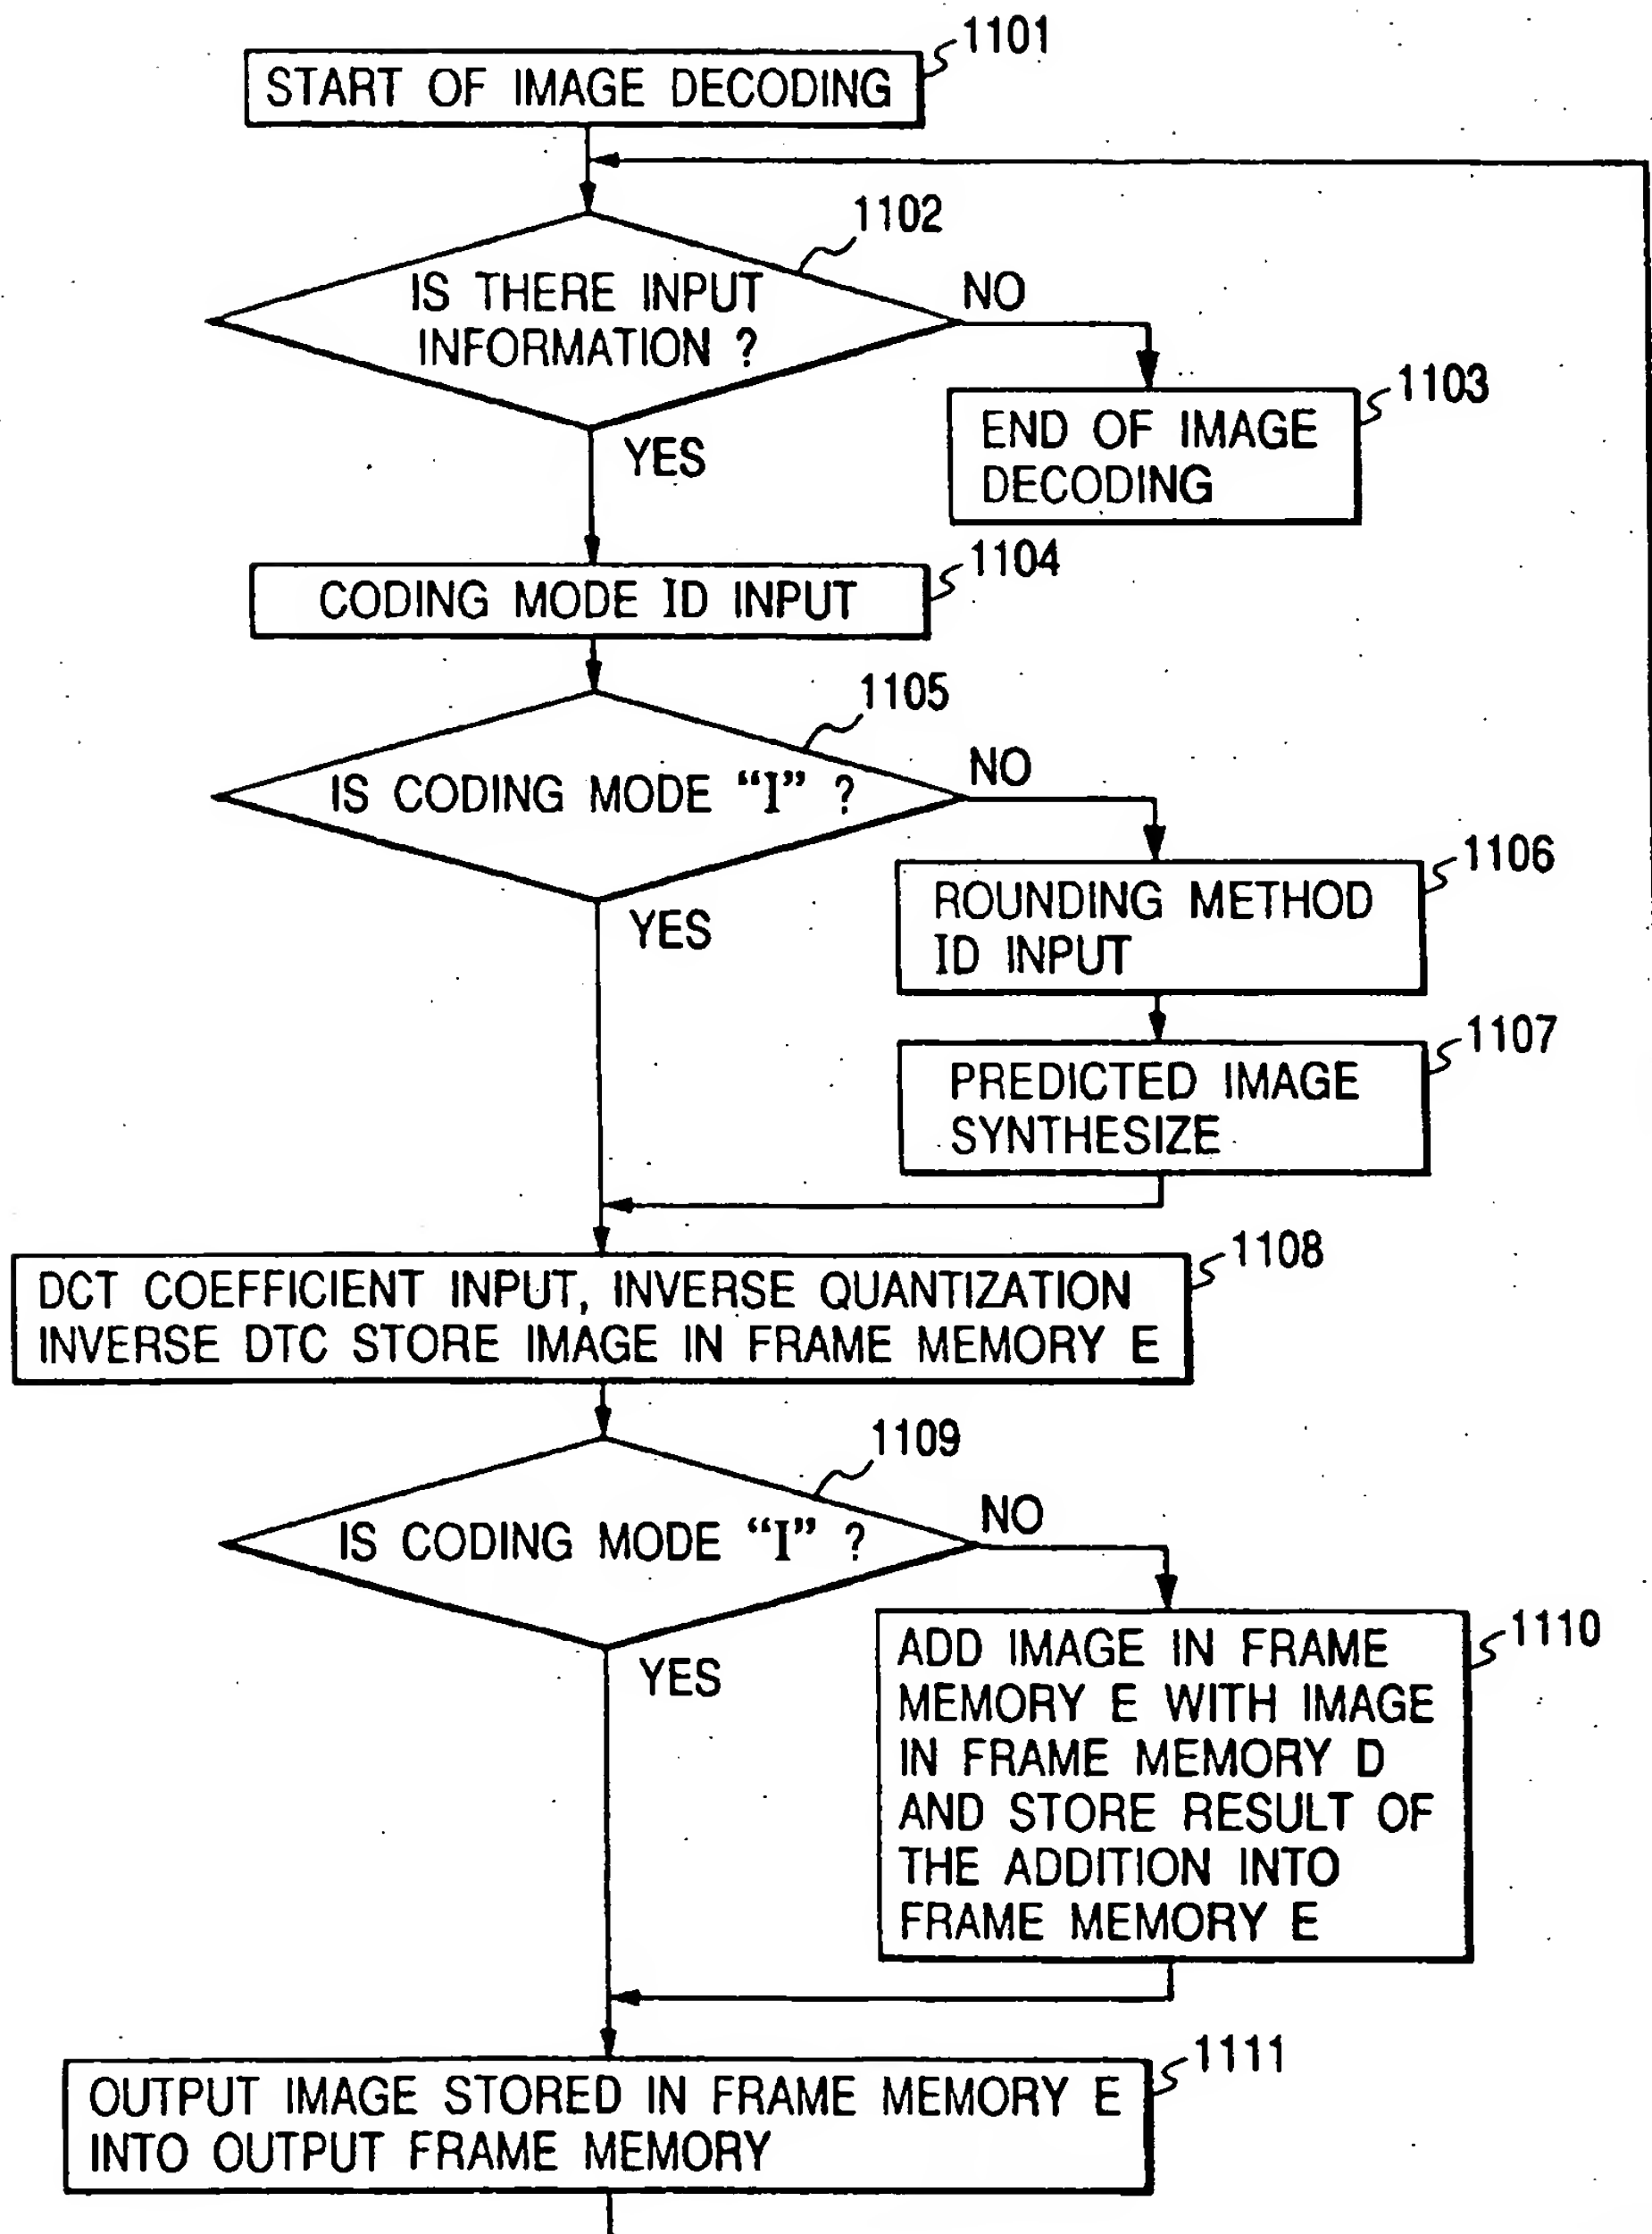 1101
START OF IMAGE DECODING
1102
IS THERE INPUT
INFORMATION ?
NO
YES
1103
END OF IMAGE
DECODING
1104
CODING MODE ID INPUT
1105
IS CODING MODE “I” ?
NO
YES
1106
ROUNDING METHOD
ID INPUT
1107
PREDICTED IMAGE
SYNTHESIZE
1108
DCT COEFFICIENT INPUT, INVERSE QUANTIZATION
INVERSE DTC STORE IMAGE IN FRAME MEMORY E
1109
IS CODING MODE “I” ?
NO
YES
1110
ADD IMAGE IN FRAME
MEMORY E WITH IMAGE
IN FRAME MEMORY D
AND STORE RESULT OF
THE ADDITION INTO
FRAME MEMORY E
1111
OUTPUT IMAGE STORED IN FRAME MEMORY E
INTO OUTPUT FRAME MEMORY